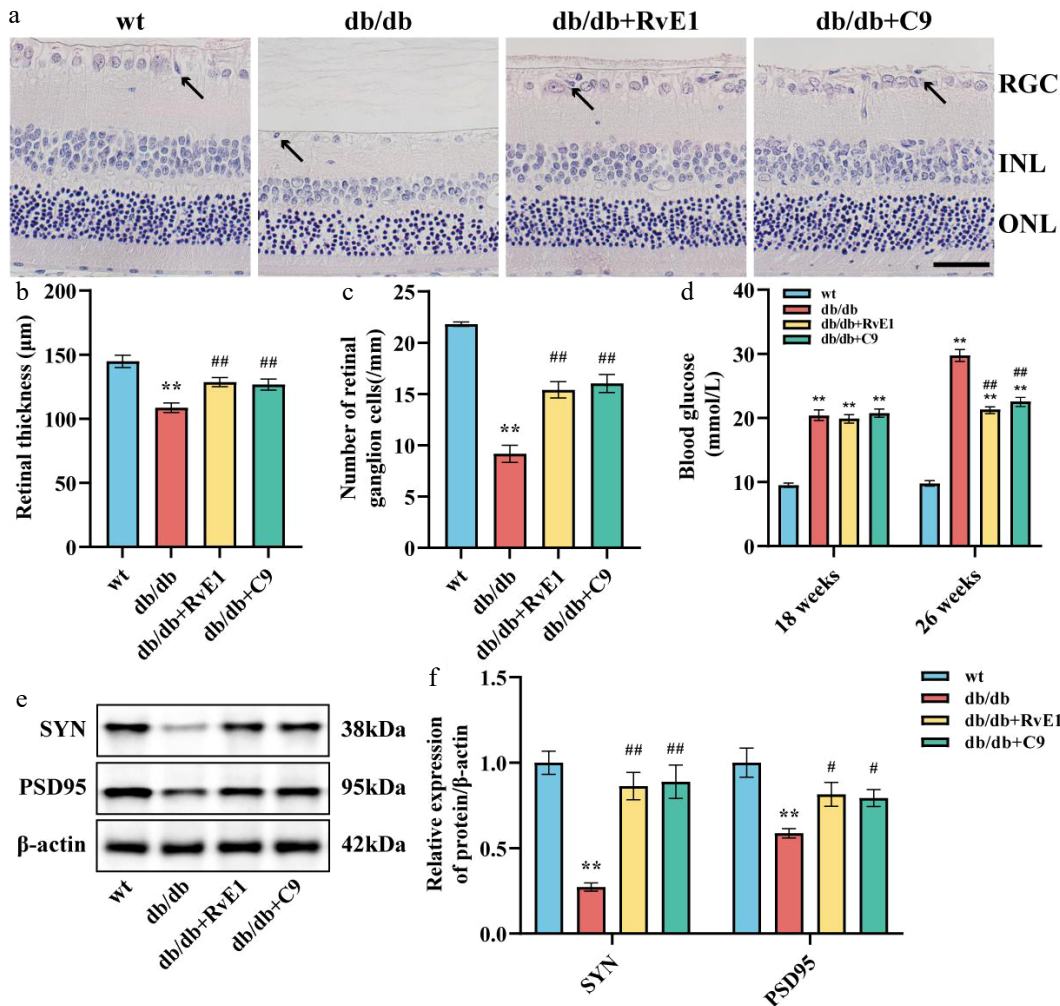 a
wt
db/db
db/db+RvE1
db/db+C9
RGC
INL
ONL
b
Retinal thickness (μm)
200
150
100
50
0
**
##
##
wt
db/db
db/db+RvE1
db/db+C9
c
Number of retinal
ganglion cells(/mm)
25
20
15
10
5
0
**
##
##
wt
db/db
db/db+RvE1
db/db+C9
d
wt
db/db
db/db+RvE1
db/db+C9
Blood glucose
(mmol/L)
40
30
20
10
0
**
**
**
**
##
**
##
**
18 weeks
26 weeks
e
SYN
38kDa
PSD95
95kDa
β-actin
42kDa
wt
db/db
db/db+RvE1
db/db+C9
f
Relative expression
of protein/β-actin
1.5
1.0
0.5
0.0
**
##
##
**
#
#
SYN
PSD95
wt
db/db
db/db+RvE1
db/db+C9